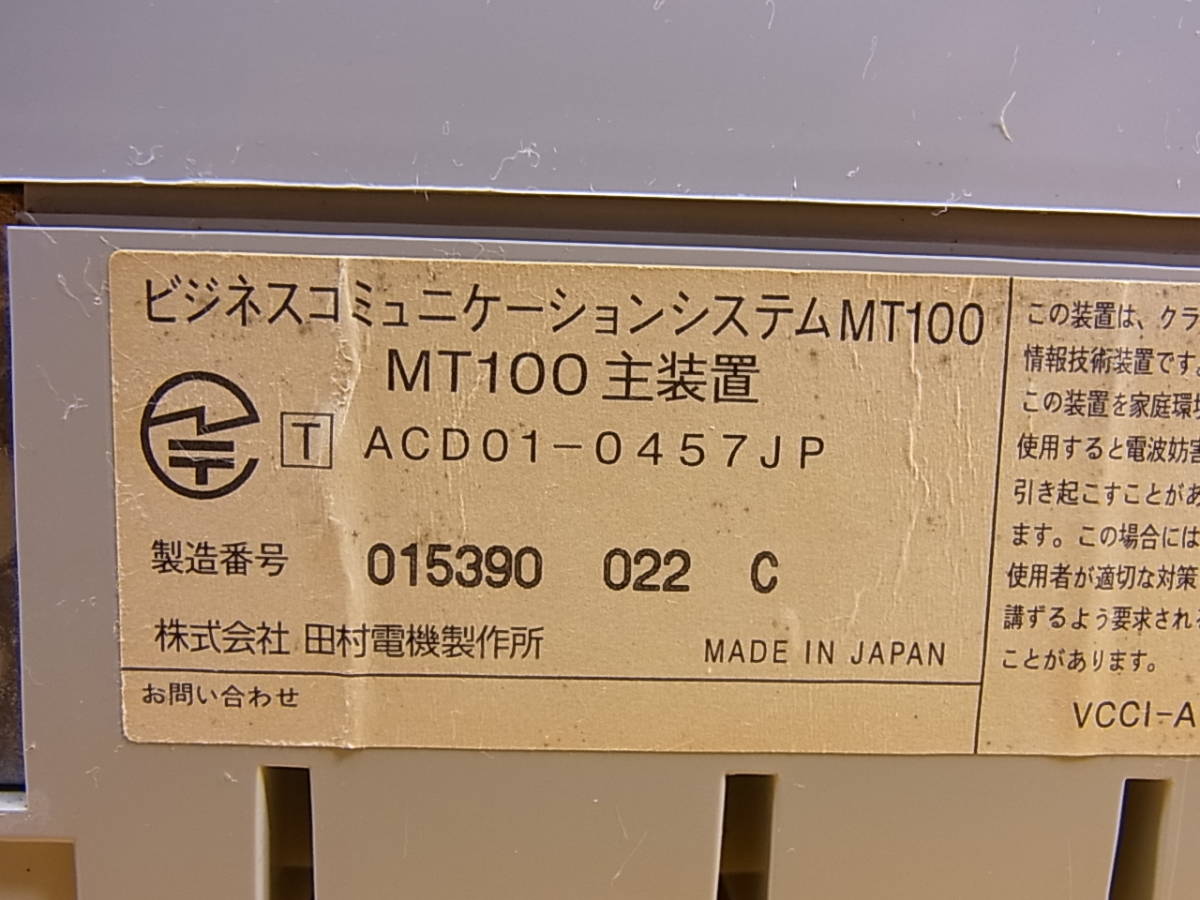 ビジネスコミュニケーションシステムMT100
MT100 主装置
T ACD01-0457JP
製造番号 015390 022 C
株式会社 田村電機製作所 MADE IN JAPAN
お問い合わせ
この装置は、クラ
情報技術装置です。
この装置を家庭環境
使用すると電波妨害
引き起こすことがあ
ます。この場合には
使用者が適切な対策
講ずるよう要求され
ことがあります。
VCCI-A